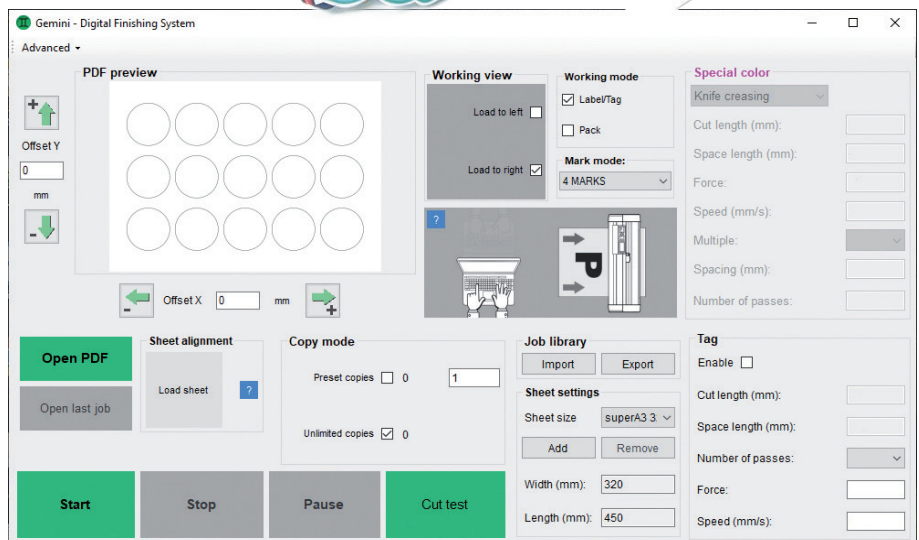 Gemini - Digital Finishing System
Advanced
PDF preview
+
Offset Y
0
mm
-
-
Offset X
0
mm
+
Working view
Load to left
Load to right
Working mode
Label/Tag
Pack
Mark mode:
4 MARKS
?
P
Special color
Knife creasing
Cut length (mm):
Space length (mm):
Force:
Speed (mm/s):
Multiple:
Spacing (mm):
Number of passes:
Open PDF
Open last job
Sheet alignment
Load sheet
?
Copy mode
Preset copies 0 1
Unlimited copies 0
Job library
Import Export
Sheet settings
Sheet size superA3 3.
Add Remove
Width (mm): 320
Length (mm): 450
Tag
Enable
Cut length (mm):
Space length (mm):
Number of passes:
Force:
Speed (mm/s):
Start
Stop
Pause
Cut test